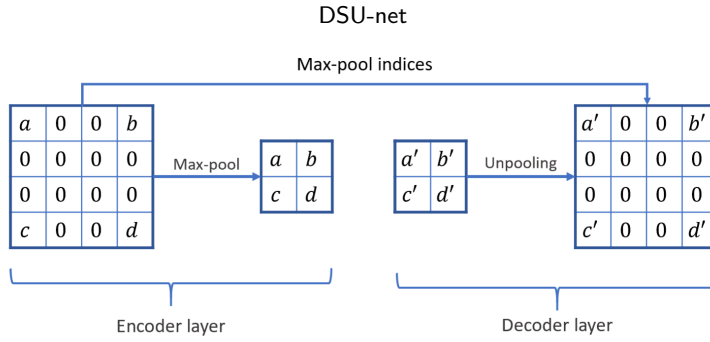 DSU-net
Max-pool indices
a 0 0 b
0 0 0 0
0 0 0 0
c 0 0 d
Max-pool
a b
c d
a′ b′
c′ d′
Unpooling
a′ 0 0 b′
0 0 0 0
0 0 0 0
c′ 0 0 d′
Encoder layer
Decoder layer